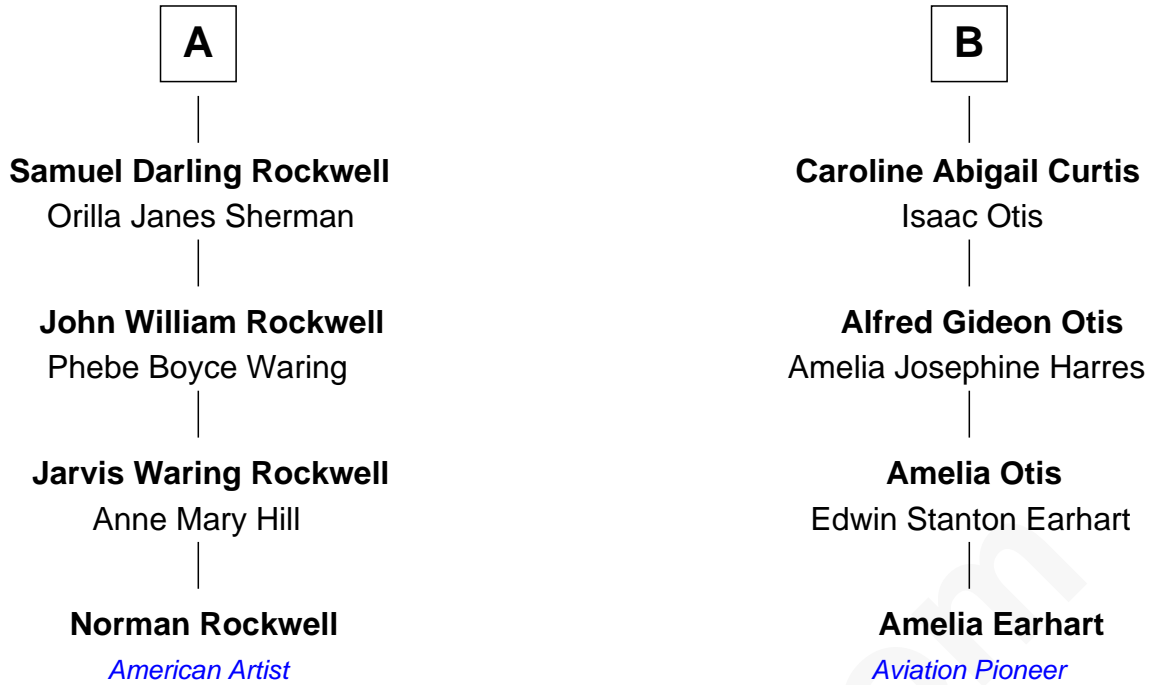 A
Samuel Darling Rockwell
Orilla Janes Sherman
John William Rockwell
Phebe Boyce Waring
Jarvis Waring Rockwell
Anne Mary Hill
Norman Rockwell
American Artist
B
Caroline Abigail Curtis
Isaac Otis
Alfred Gideon Otis
Amelia Josephine Harres
Amelia Otis
Edwin Stanton Earhart
Amelia Earhart
Aviation Pioneer